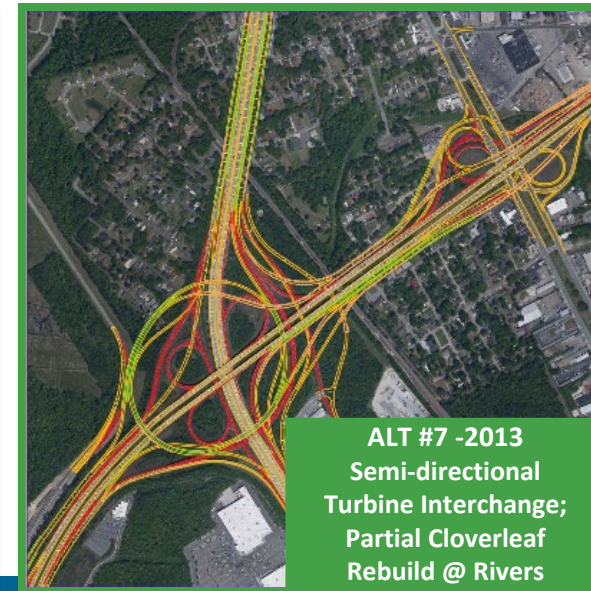 ALT #7 -2013
Semi-directional
Turbine Interchange;
Partial Cloverleaf
Rebuild @ Rivers